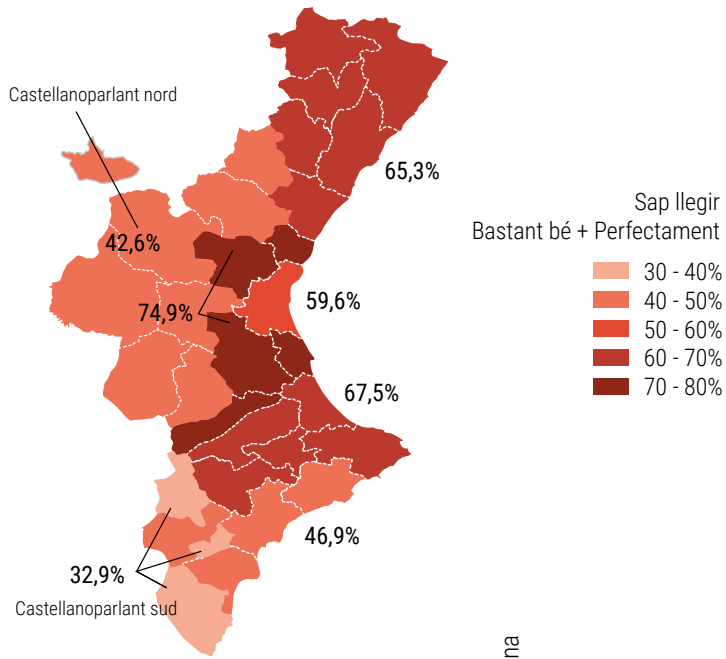 Castellanoparlant nord
65,3%
Sap llegir
Bastant bé + Perfectament
42,6%
30 - 40%
40 - 50%
50 - 60%
60 - 70%
70 - 80%
59,6%
74,9%
67,5%
46,9%
32,9%
Castellanoparlant sud
na